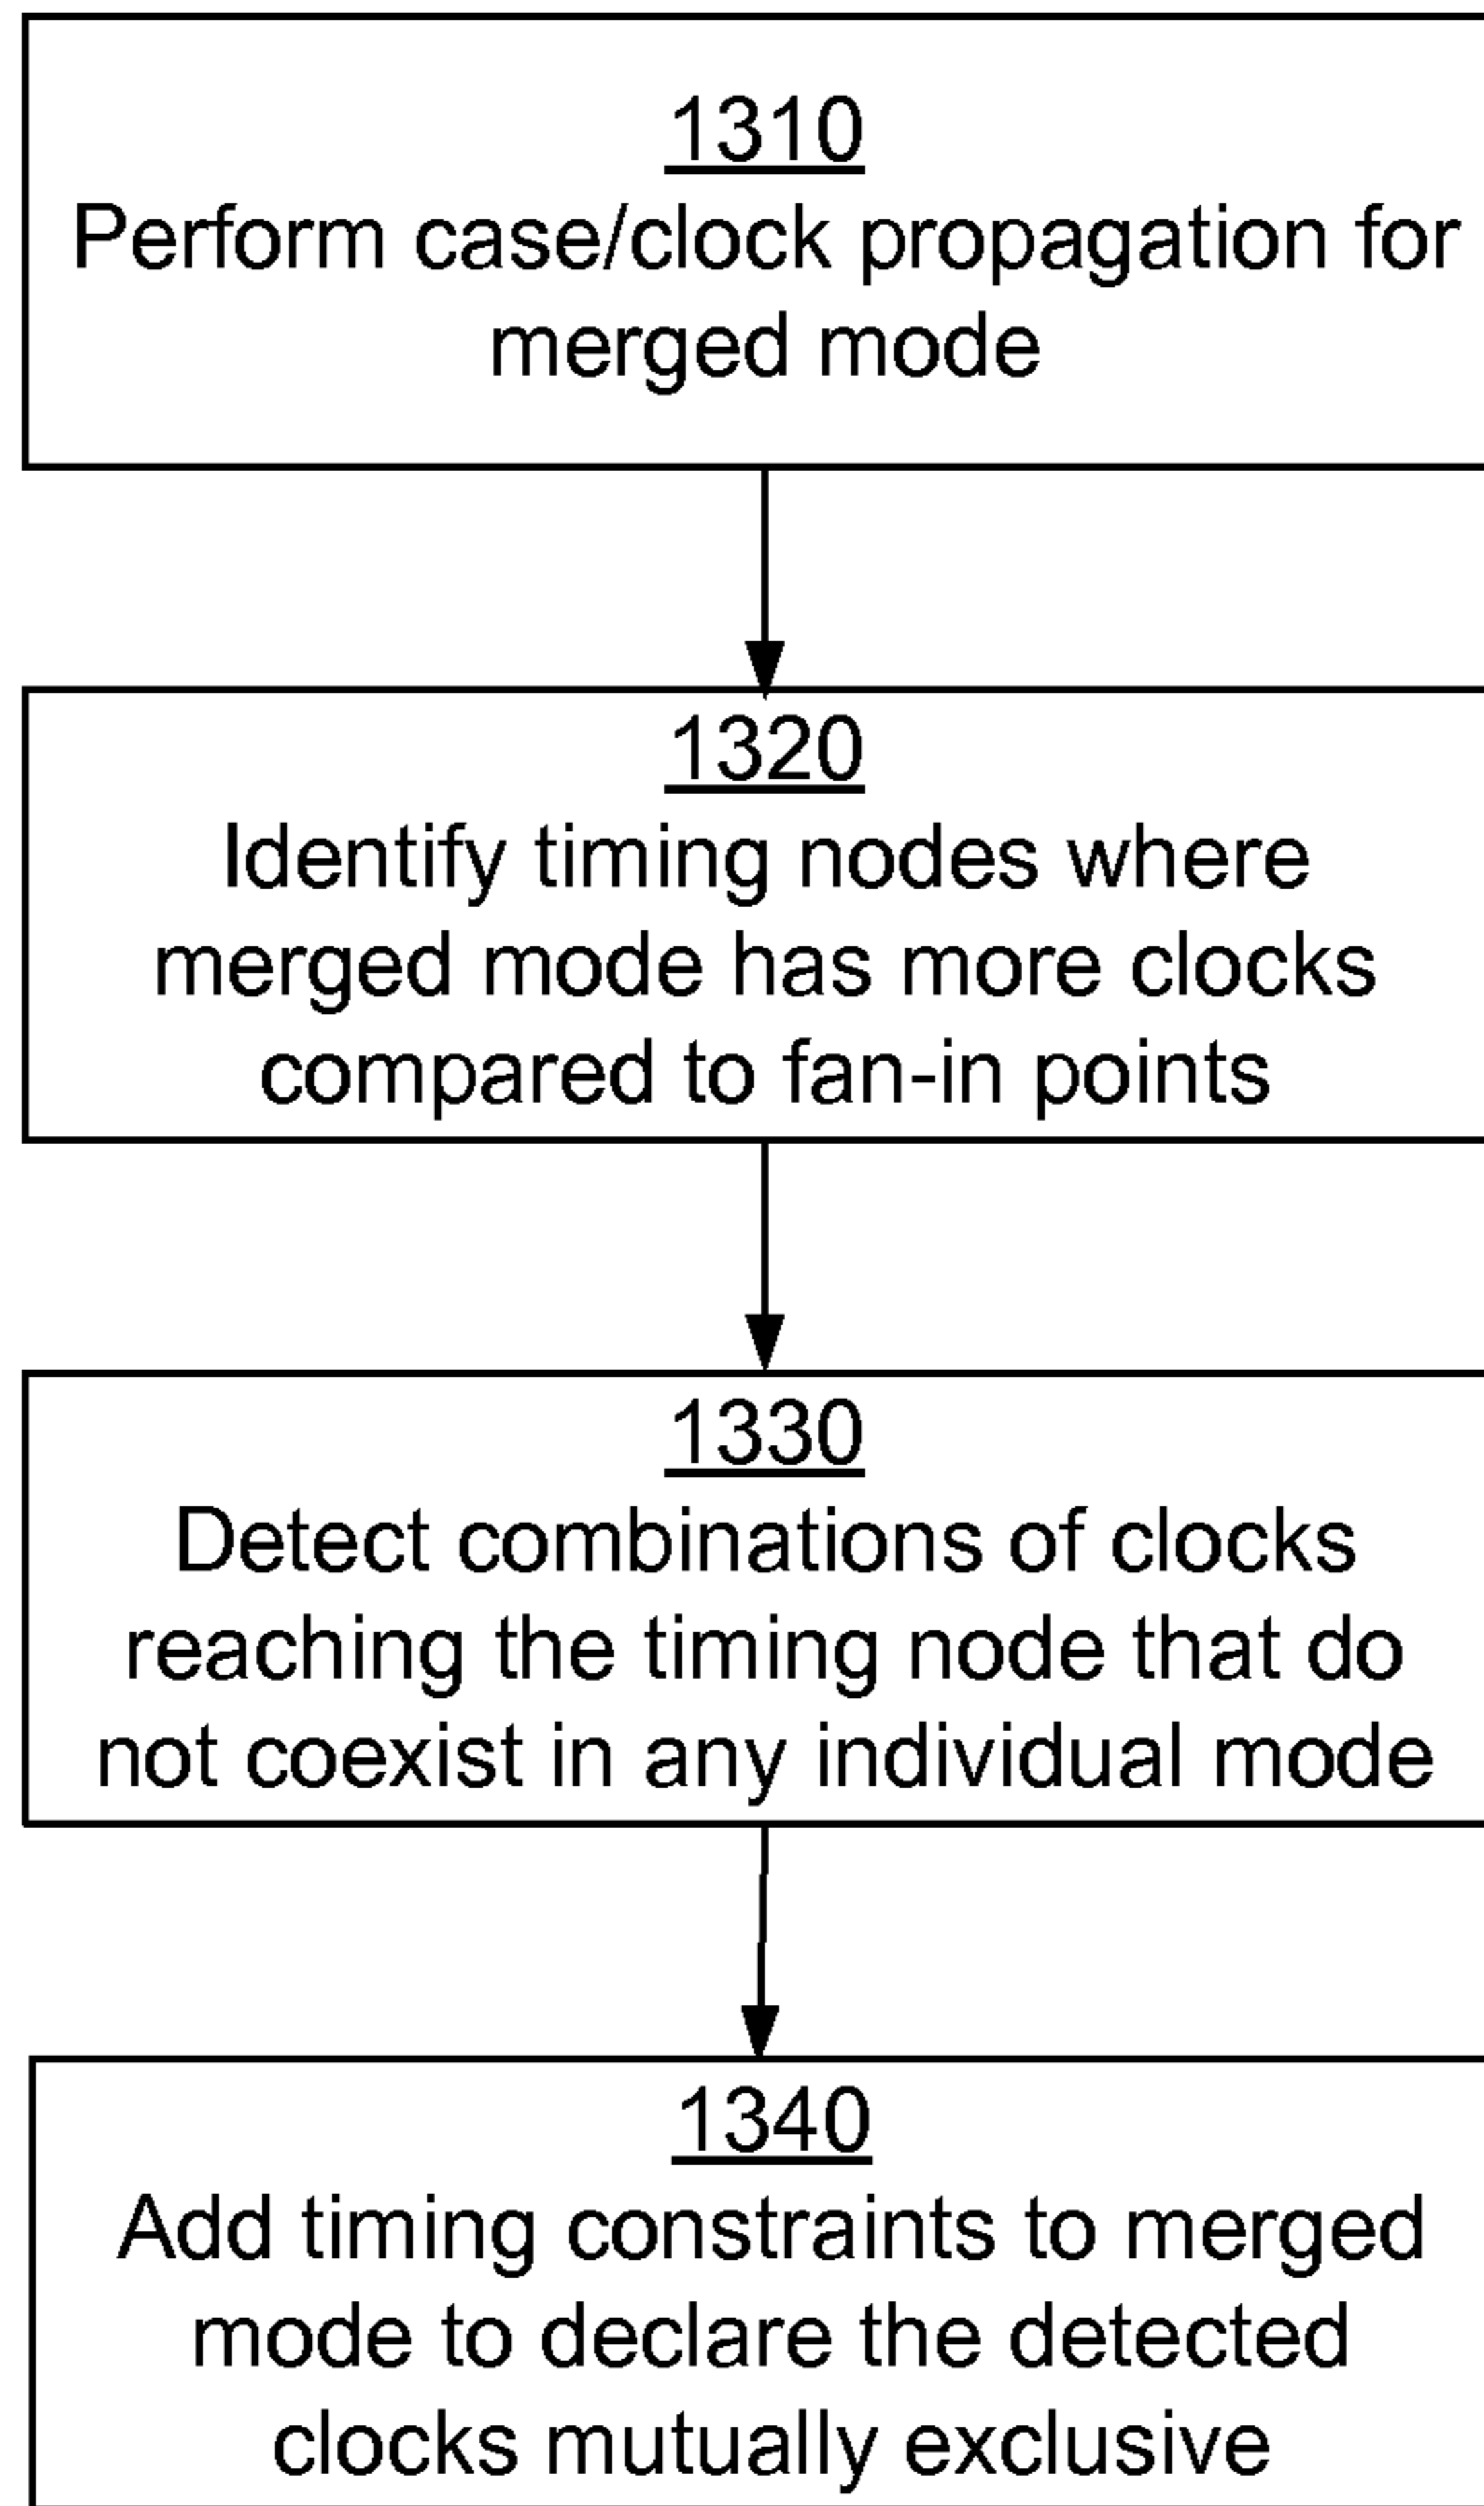 1310
Perform case/clock propagation for
merged mode
1320
Identify timing nodes where
merged mode has more clocks
compared to fan-in points
1330
Detect combinations of clocks
reaching the timing node that do
not coexist in any individual mode
1340
Add timing constraints to merged
mode to declare the detected
clocks mutually exclusive